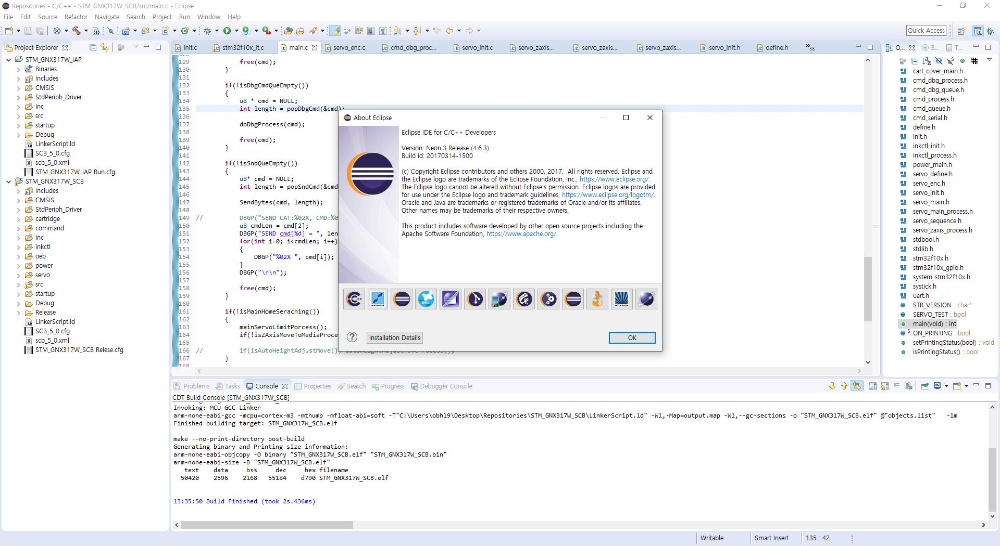 Repositories - C/C++ - STM_GNX317W_SCB/src/main.c - Eclipse
File Edit Source Refactor Navigate Search Project Run Window Help
Quick Access
Project Explorer
STM_GNX317W_IAP
Binaries
Includes
CMSIS
StdPeriph_Driver
inc
src
startup
Debug
LinkerScript.ld
SCB_5_0.cfg
scb_5_0.xml
STM_GNX317W_IAP Run.cfg
STM_GNX317W_SCB
Includes
CMSIS
StdPeriph_Driver
cartridge
command
inc
inkctl
oeb
power
servo
src
startup
Debug
Release
LinkerScript.ld
SCB_5_0.cfg
scb_5_0.xml
STM_GNX317W_SCB Relese.cfg
init.c stm32f10x_it.c main.c servo_enc.c cmd_dbg_proc... servo_init.c servo_zaxis... servo_zaxis... servo_zaxis... servo_init.h define.h »38
129 free(cmd);
130 }
131
132 if(!isDbgCmdQueEmpty())
133 {
134 u8 * cmd = NULL;
135 int length = popDbgCmd(&cmd);
136
137 doDbgProcess(cmd);
138
139 free(cmd);
140 }
141
142 if(!isSndQueEmpty())
143 {
144 u8* cmd = NULL;
145 int length = popSndCmd(&cmd
146
147 SendBytes(cmd, length);
148
149 // DBGP("SEND CAT:%02X, CMD:%0
150 u8 cmdLen = cmd[2];
151 DBGP("SEND cmd[%d] = ", len
152 for(int i=0; i<cmdLen; i++)
153 {
154 DBGP("%02X ", cmd[i]);
155 }
156 DBGP("\r\n");
157
158 free(cmd);
159 }
160
161 if(!isMainHomeSeraching())
162 {
163 mainServoLimitPorcess();
164 if(!isZAxisMoveToMediaProce
165
166 // if(isAutoHeightAdjustMove()) autoHeightAdjustMoveProcess();
167 }
168
About Eclipse
Eclipse IDE for C/C++ Developers
Version: Neon.3 Release (4.6.3)
Build id: 20170314-1500
(c) Copyright Eclipse contributors and others 2000, 2017. All rights reserved. Eclipse and
the Eclipse logo are trademarks of the Eclipse Foundation, Inc., https://www.eclipse.org/.
The Eclipse logo cannot be altered without Eclipse's permission. Eclipse logos are provided
for use under the Eclipse logo and trademark guidelines, https://www.eclipse.org/logotm/.
Oracle and Java are trademarks or registered trademarks of Oracle and/or its affiliates.
Other names may be trademarks of their respective owners.
This product includes software developed by other open source projects including the
Apache Software Foundation, https://www.apache.org/.
POLARION
Installation Details
OK
O... B... T...
cart_cover_main.h
cmd_dbg_process.h
cmd_dbg_queue.h
cmd_process.h
cmd_queue.h
cmd_serial.h
define.h
init.h
inkctl_init.h
inkctl_process.h
power_main.h
servo_define.h
servo_enc.h
servo_init.h
servo_main.h
servo_main_process.h
servo_sequence.h
servo_zaxis_process.h
stdbool.h
stdlib.h
stm32f10x.h
stm32f10x_gpio.h
system_stm32f10x.h
systick.h
uart.h
STR_VERSION : char*
SERVO_TEST : bool
main(void) : int
ON_PRINTING : bool
setPrintingStatus(bool) : void
isPrintingStatus() : bool
Problems Tasks Console Properties Search Progress Debugger Console
CDT Build Console [STM_GNX317W_SCB]
Invoking: MCU GCC Linker
arm-none-eabi-gcc -mcpu=cortex-m3 -mthumb -mfloat-abi=soft -T"C:\Users\obh19\Desktop\Repositories\STM_GNX317W_SCB\LinkerScript.ld" -Wl,-Map=output.map -Wl,--gc-sections -o "STM_GNX317W_SCB.elf" @"objects.list" -lm
Finished building target: STM_GNX317W_SCB.elf
make --no-print-directory post-build
Generating binary and Printing size information:
arm-none-eabi-objcopy -O binary "STM_GNX317W_SCB.elf" "STM_GNX317W_SCB.bin"
arm-none-eabi-size -B "STM_GNX317W_SCB.elf"
text data bss dec hex filename
50420 2596 2168 55184 d790 STM_GNX317W_SCB.elf
13:35:50 Build Finished (took 2s.436ms)
Writable Smart Insert 135 : 42